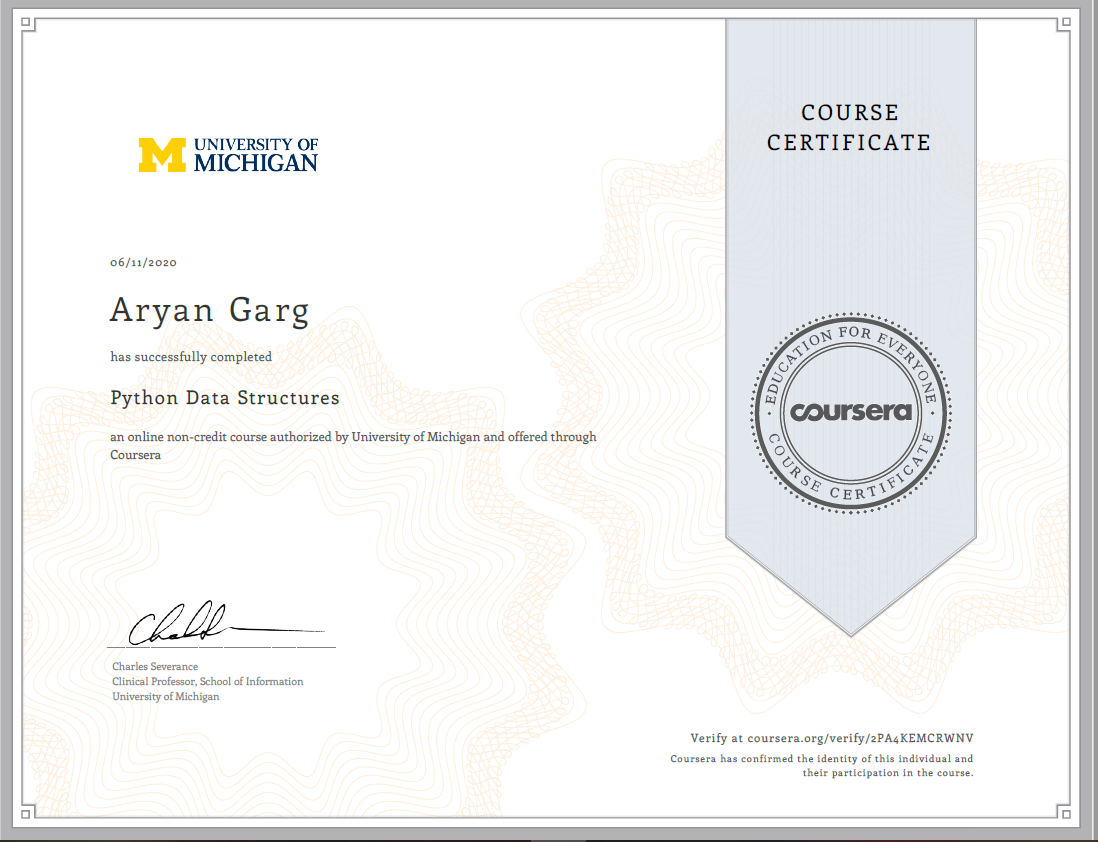 COURSE
CERTIFICATE
M UNIVERSITY OF
MICHIGAN
06/11/2020
Aryan Garg
has successfully completed
Python Data Structures
an online non-credit course authorized by University of Michigan and offered through
Coursera
EDUCATION FOR EVERYONE
coursera
COURSE CERTIFICATE
Charles Severance
Clinical Professor, School of Information
University of Michigan
Verify at coursera.org/verify/2PA4KEMCRWNV
Coursera has confirmed the identity of this individual and
their participation in the course.